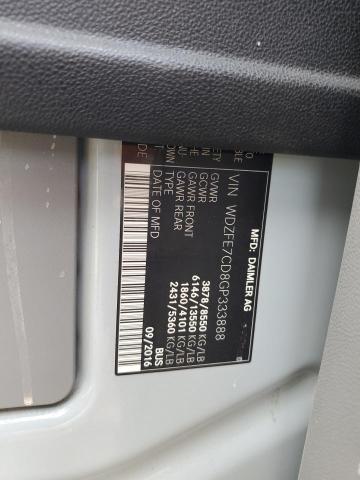 MFD. DAIMLER AG
VIN WDZFE7CD8GP333888
GVWR 3878/8550 KG/LB
GCWR 6146/13550 KG/LB
GAWR FRONT 1860/4101 KG/LB
GAWR REAR 2431/5360 KG/LB
TYPE BUS
DATE OF MFD 09/2016